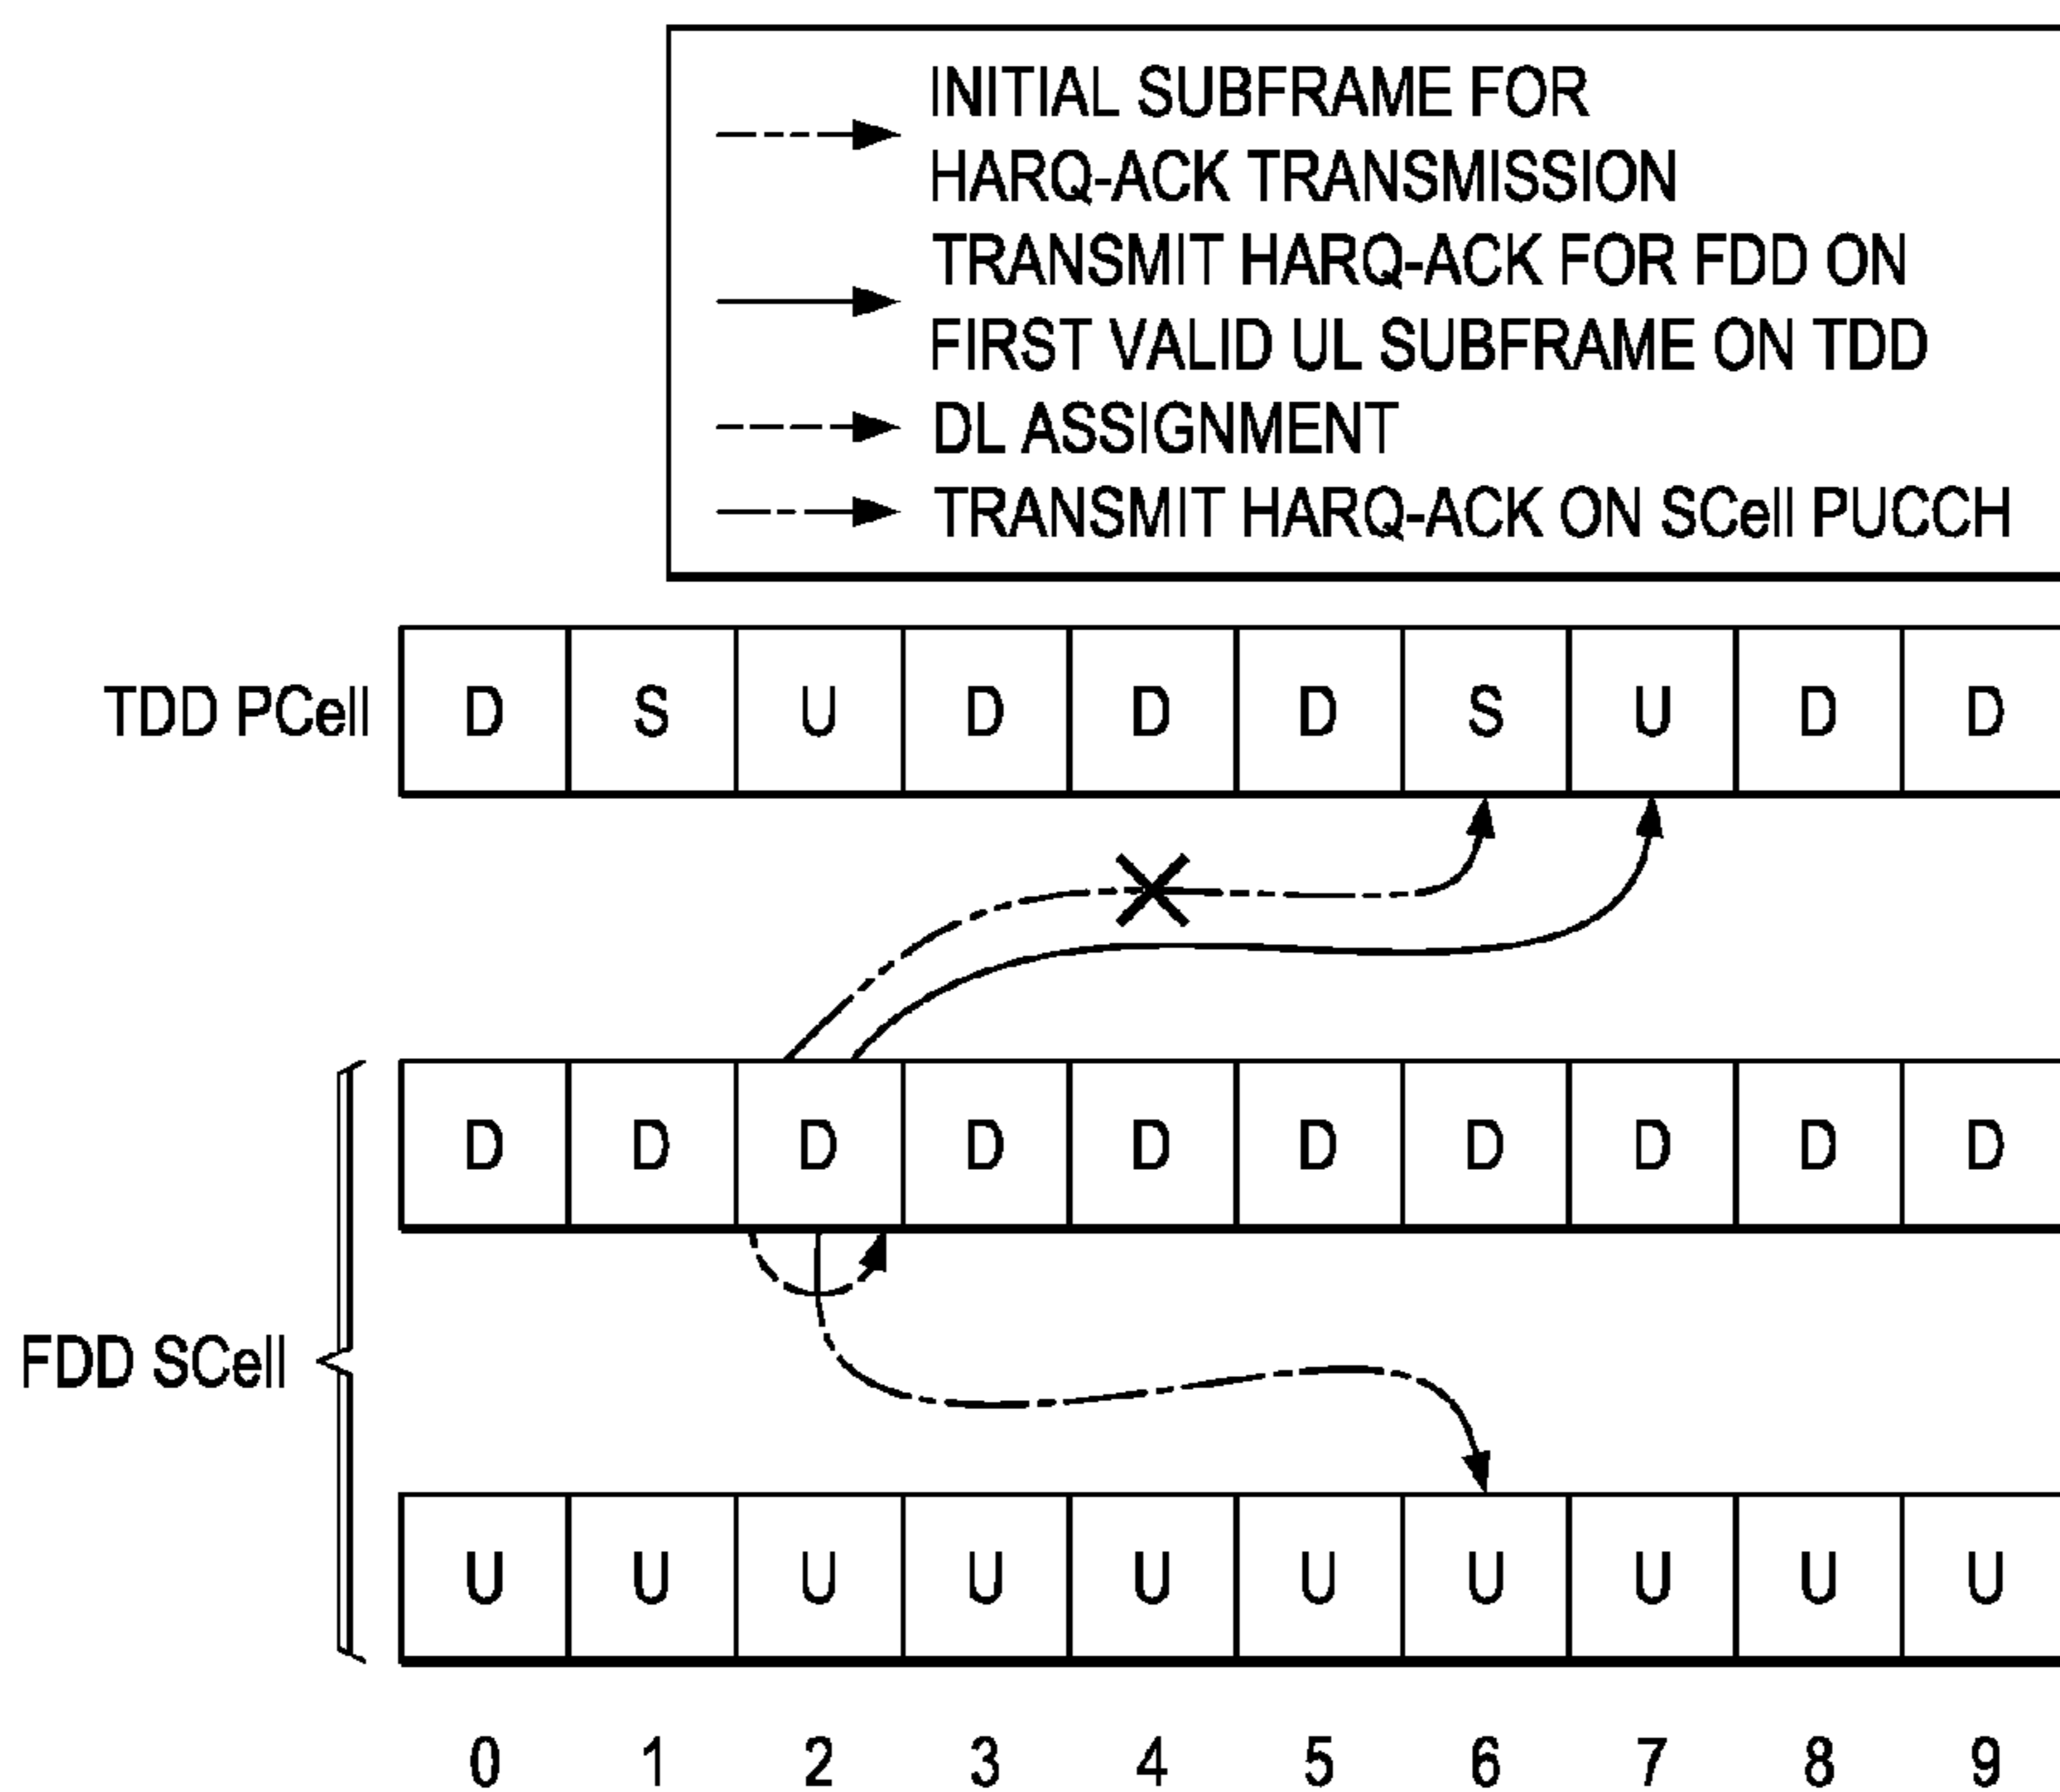 INITIAL SUBFRAME FOR
HARQ-ACK TRANSMISSION
TRANSMIT HARQ-ACK FOR FDD ON
FIRST VALID UL SUBFRAME ON TDD
DL ASSIGNMENT
TRANSMIT HARQ-ACK ON SCell PUCCH
TDD PCell D S U D D D S U D D
D D D D D D D D D D
FDD SCell
U U U U U U U U U U
0 1 2 3 4 5 6 7 8 9